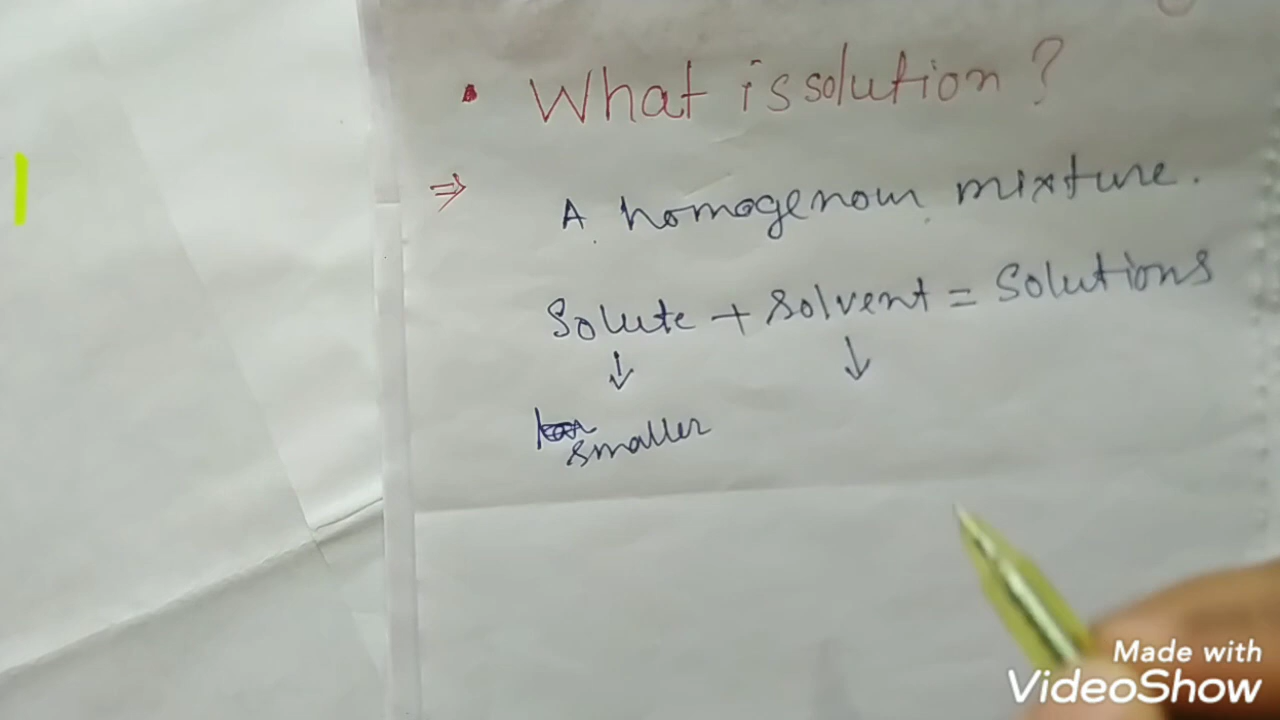 • What is solution ?
⇒ A homogenous mixture.
Solute + solvent = Solutions
↓ ↓
smaller
Made with
VideoShow